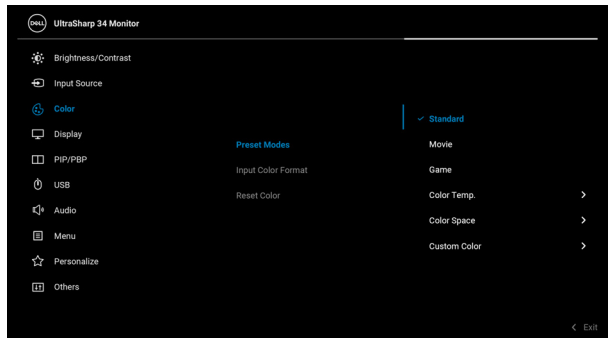 DELL UltraSharp 34 Monitor
Brightness/Contrast
Input Source
Color
Display
PIP/PBP
USB
Audio
Menu
Personalize
Others
Preset Modes
Input Color Format
Reset Color
Standard
Movie
Game
Color Temp.
Color Space
Custom Color
Exit